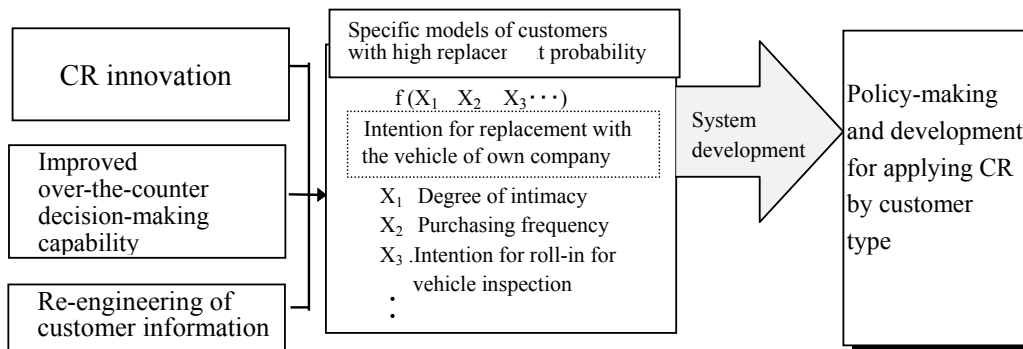 CR innovation
Improved
over-the-counter
decision-making
capability
Re-engineering of
customer information
Specific models of customers
with high replacer t probability
f (X1 X2 X3・・・)
Intention for replacement with
the vehicle of own company
X1 Degree of intimacy
X2 Purchasing frequency
X3 .Intention for roll-in for
vehicle inspection
System
development
Policy-making
and development
for applying CR
by customer
type